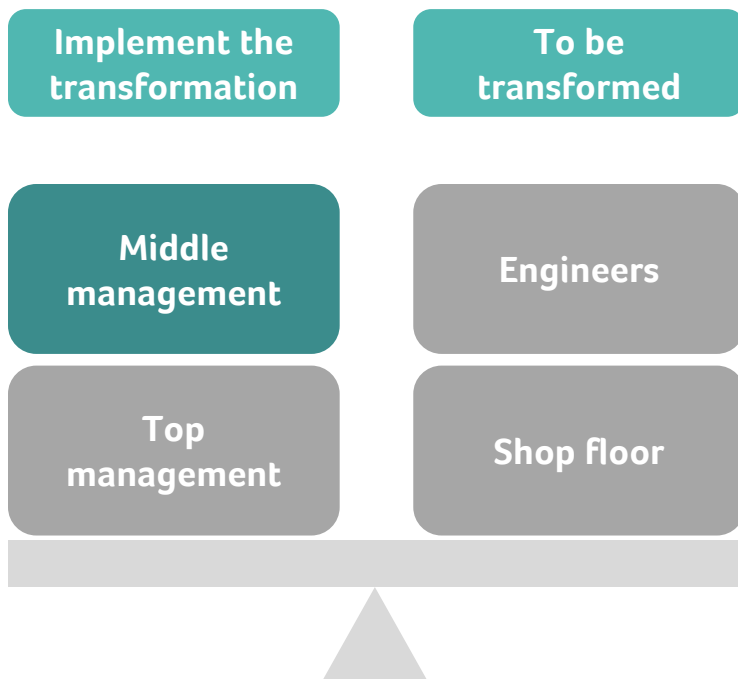 Implement the
transformation
To be
transformed
Middle
management
Engineers
Top
management
Shop floor